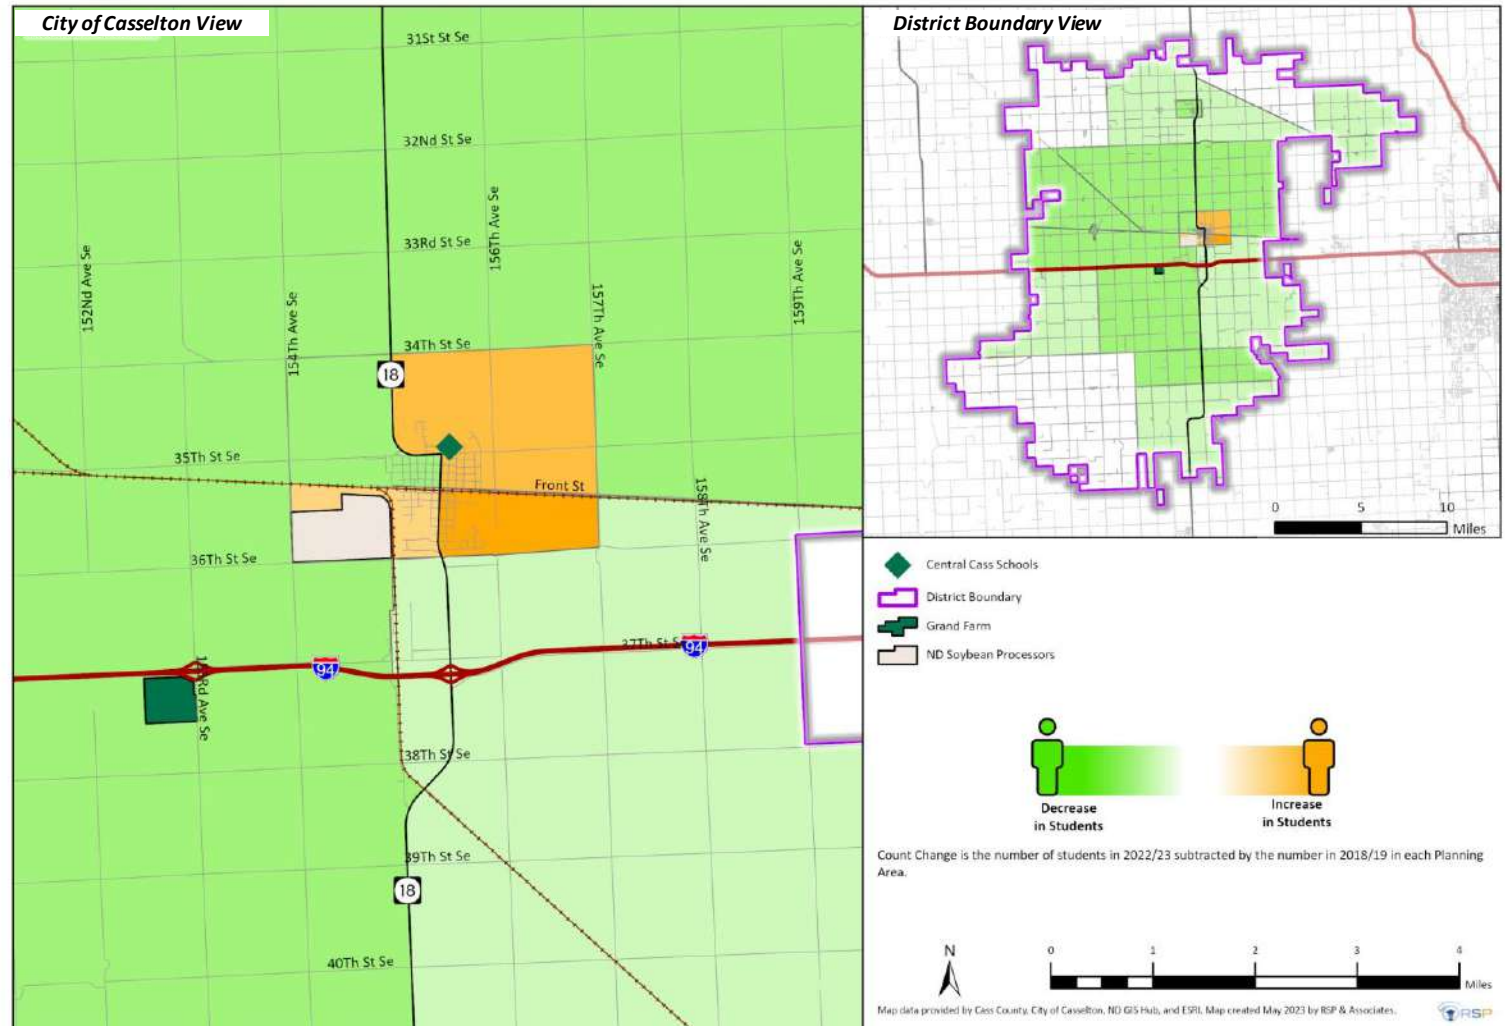 City of Casselton View
31St St Se
32Nd St Se
156Th Ave Se
33Rd St Se
152Nd Ave Se
159Th Ave Se
154Th Ave Se
157Th Ave Se
34Th St Se
18
35Th St Se
Front St
158Th Ave Se
36Th St Se
37Th St S
94
94
Rd Ave Se
38Th St Se
39Th St Se
18
40Th St Se
District Boundary View
0 5 10
Miles
Central Cass Schools
District Boundary
Grand Farm
ND Soybean Processors
Decrease
in Students
Increase
in Students
Count Change is the number of students in 2022/23 subtracted by the number in 2018/19 in each Planning
Area.
N
0 1 2 3 4
Miles
Map data provided by Cass County, City of Casselton, ND GIS Hub, and ESRI. Map created May 2023 by RSP & Associates.
RSP